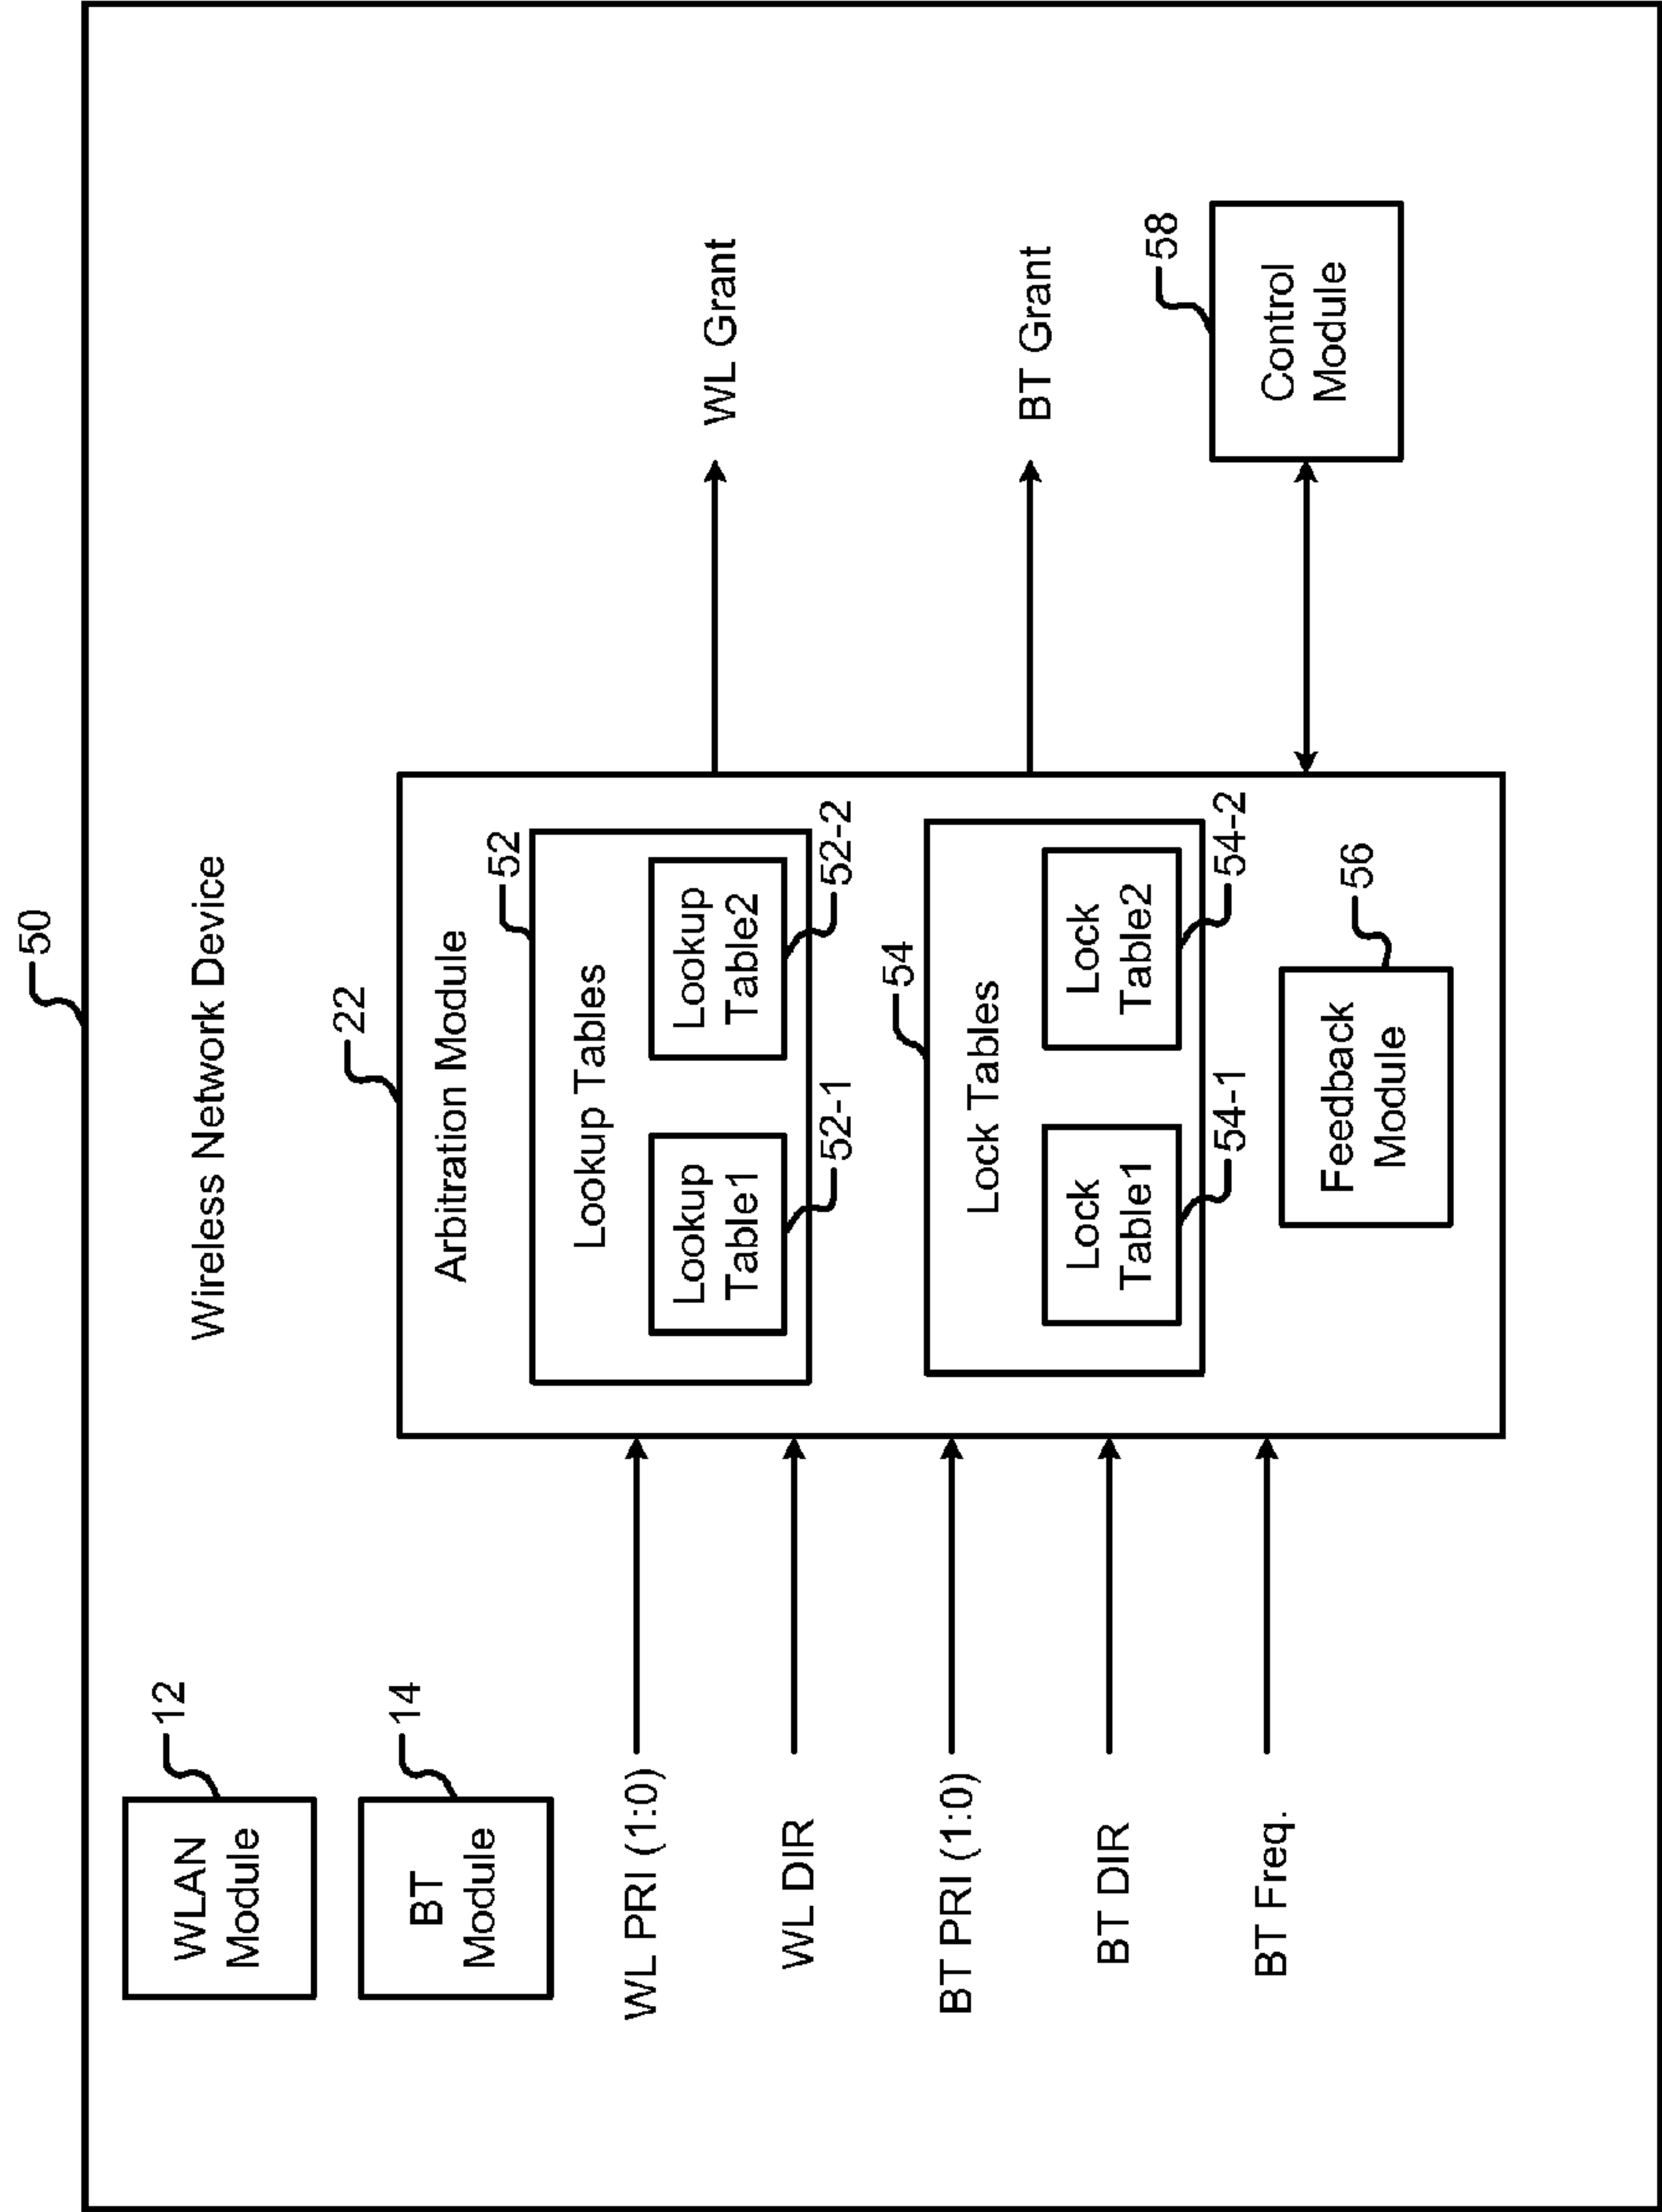 50
Wireless Network Device
12
WLAN
Module
14
BT
Module
22
Arbitration Module
52
Lookup Tables
Lookup
Table1
52-1
Lookup
Table2
52-2
54
Lock Tables
Lock
Table1
54-1
Lock
Table2
54-2
Feedback
Module
56
WL PRI (1:0)
WL DIR
BT PRI (1:0)
BT DIR
BT Freq.
WL Grant
BT Grant
58
Control
Module